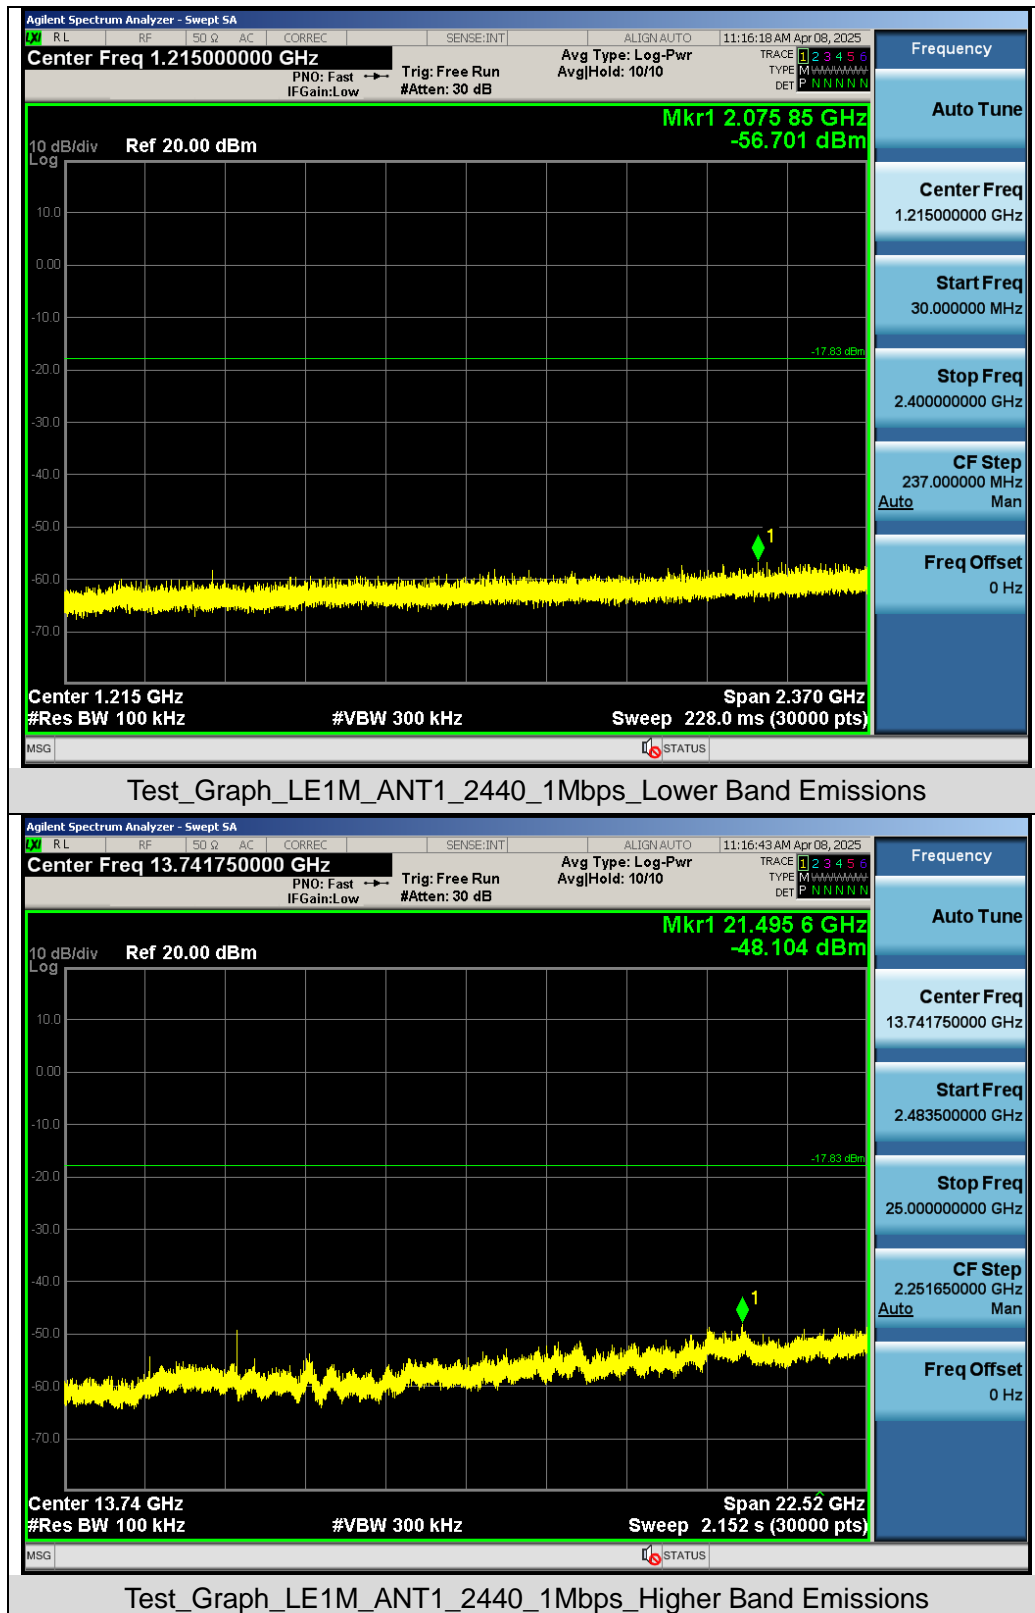 Agilent Spectrum Analyzer - Swept SA
LXI RL RF 50 Ω AC CORREC SENSE:INT ALIGN AUTO 11:16:18 AM Apr 08, 2025
Center Freq 1.215000000 GHz
PNO: Fast
IFGain:Low
Trig: Free Run
#Atten: 30 dB
Avg Type: Log-Pwr
Avg|Hold: 10/10
TRACE 1 2 3 4 5 6
TYPE M
DET P N N N N N
Mkr1 2.075 85 GHz
-56.701 dBm
10 dB/div
Log
Ref 20.00 dBm
10.0
0.00
-10.0
-17.83 dBm
-20.0
-30.0
-40.0
-50.0
1
-60.0
-70.0
Center 1.215 GHz
Span 2.370 GHz
#Res BW 100 kHz
#VBW 300 kHz
Sweep 228.0 ms (30000 pts)
MSG
STATUS
Frequency
Auto Tune
Center Freq
1.215000000 GHz
Start Freq
30.000000 MHz
Stop Freq
2.400000000 GHz
CF Step
237.000000 MHz
Auto Man
Freq Offset
0 Hz
Test_Graph_LE1M_ANT1_2440_1Mbps_Lower Band Emissions
Agilent Spectrum Analyzer - Swept SA
LXI RL RF 50 Ω AC CORREC SENSE:INT ALIGN AUTO 11:16:43 AM Apr 08, 2025
Center Freq 13.741750000 GHz
PNO: Fast
IFGain:Low
Trig: Free Run
#Atten: 30 dB
Avg Type: Log-Pwr
Avg|Hold: 10/10
TRACE 1 2 3 4 5 6
TYPE M
DET P N N N N N
Mkr1 21.495 6 GHz
-48.104 dBm
10 dB/div
Log
Ref 20.00 dBm
10.0
0.00
-10.0
-17.83 dBm
-20.0
-30.0
-40.0
1
-50.0
-60.0
-70.0
Center 13.74 GHz
Span 22.52 GHz
#Res BW 100 kHz
#VBW 300 kHz
Sweep 2.152 s (30000 pts)
MSG
STATUS
Frequency
Auto Tune
Center Freq
13.741750000 GHz
Start Freq
2.483500000 GHz
Stop Freq
25.000000000 GHz
CF Step
2.251650000 GHz
Auto Man
Freq Offset
0 Hz
Test_Graph_LE1M_ANT1_2440_1Mbps_Higher Band Emissions